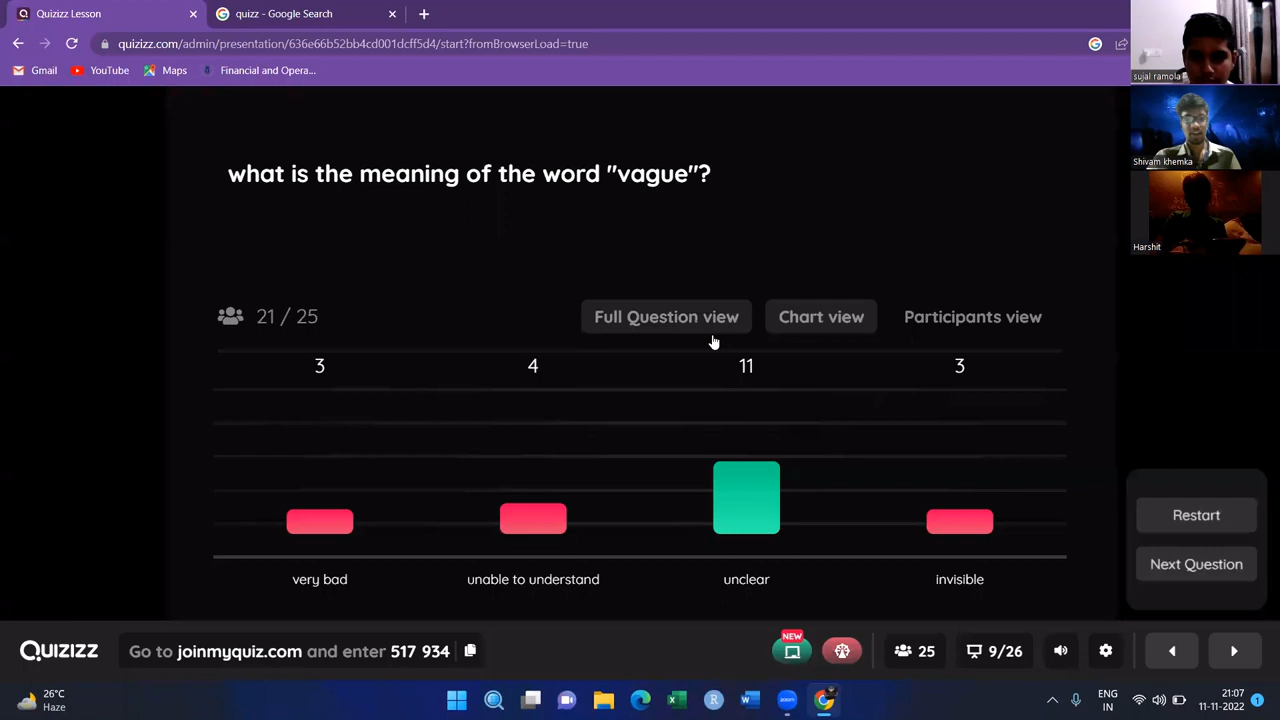 Quizizz Lesson
quizz - Google Search
quizizz.com/admin/presentation/636e66b52bb4cd001dcff5d4/start?fromBrowserLoad=true
Gmail
YouTube
Maps
Financial and Opera...
sujal ramola
Shivam khemka
Harshit
what is the meaning of the word "vague"?
21 / 25
Full Question view
Chart view
Participants view
3
4
11
3
very bad
unable to understand
unclear
invisible
Restart
Next Question
QUIZIZZ
Go to joinmyquiz.com and enter 517 934
NEW
25
9/26
26°C
Haze
ENG
IN
21:07
11-11-2022
1